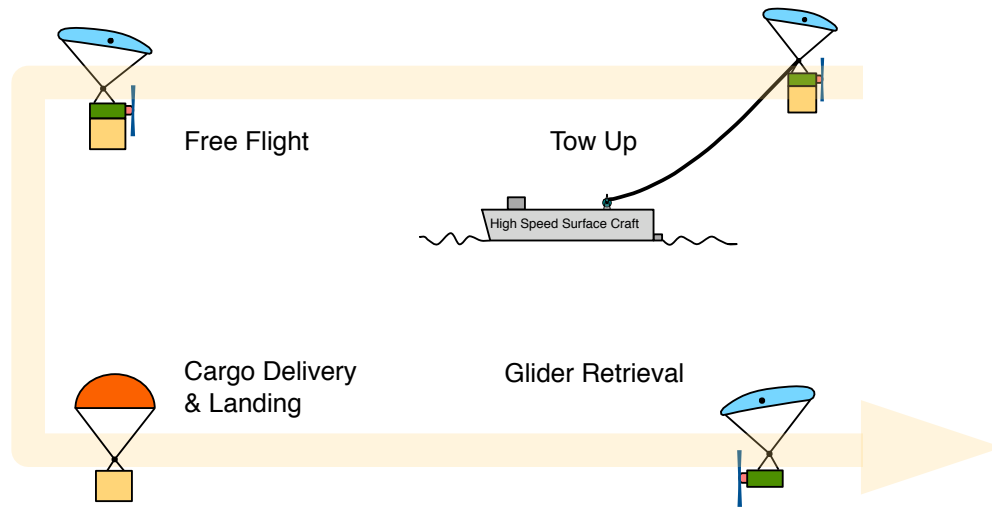 Free Flight
Tow Up
High Speed Surface Craft
Cargo Delivery
& Landing
Glider Retrieval